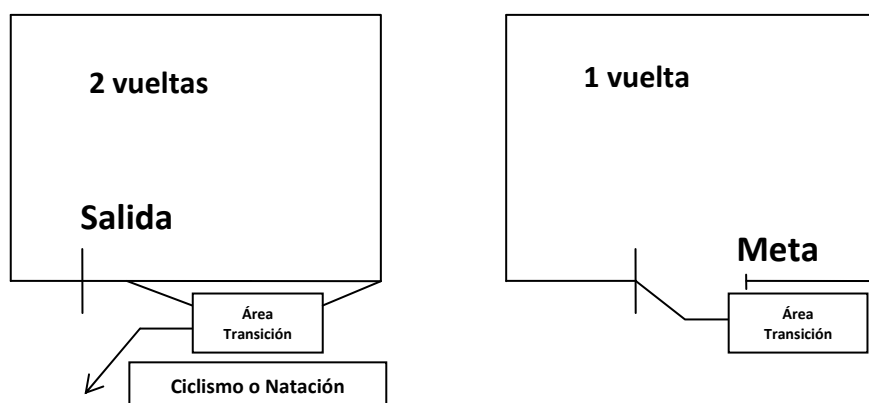 2 vueltas
Salida
Área
Transición
Ciclismo o Natación
1 vuelta
Meta
Área
Transición